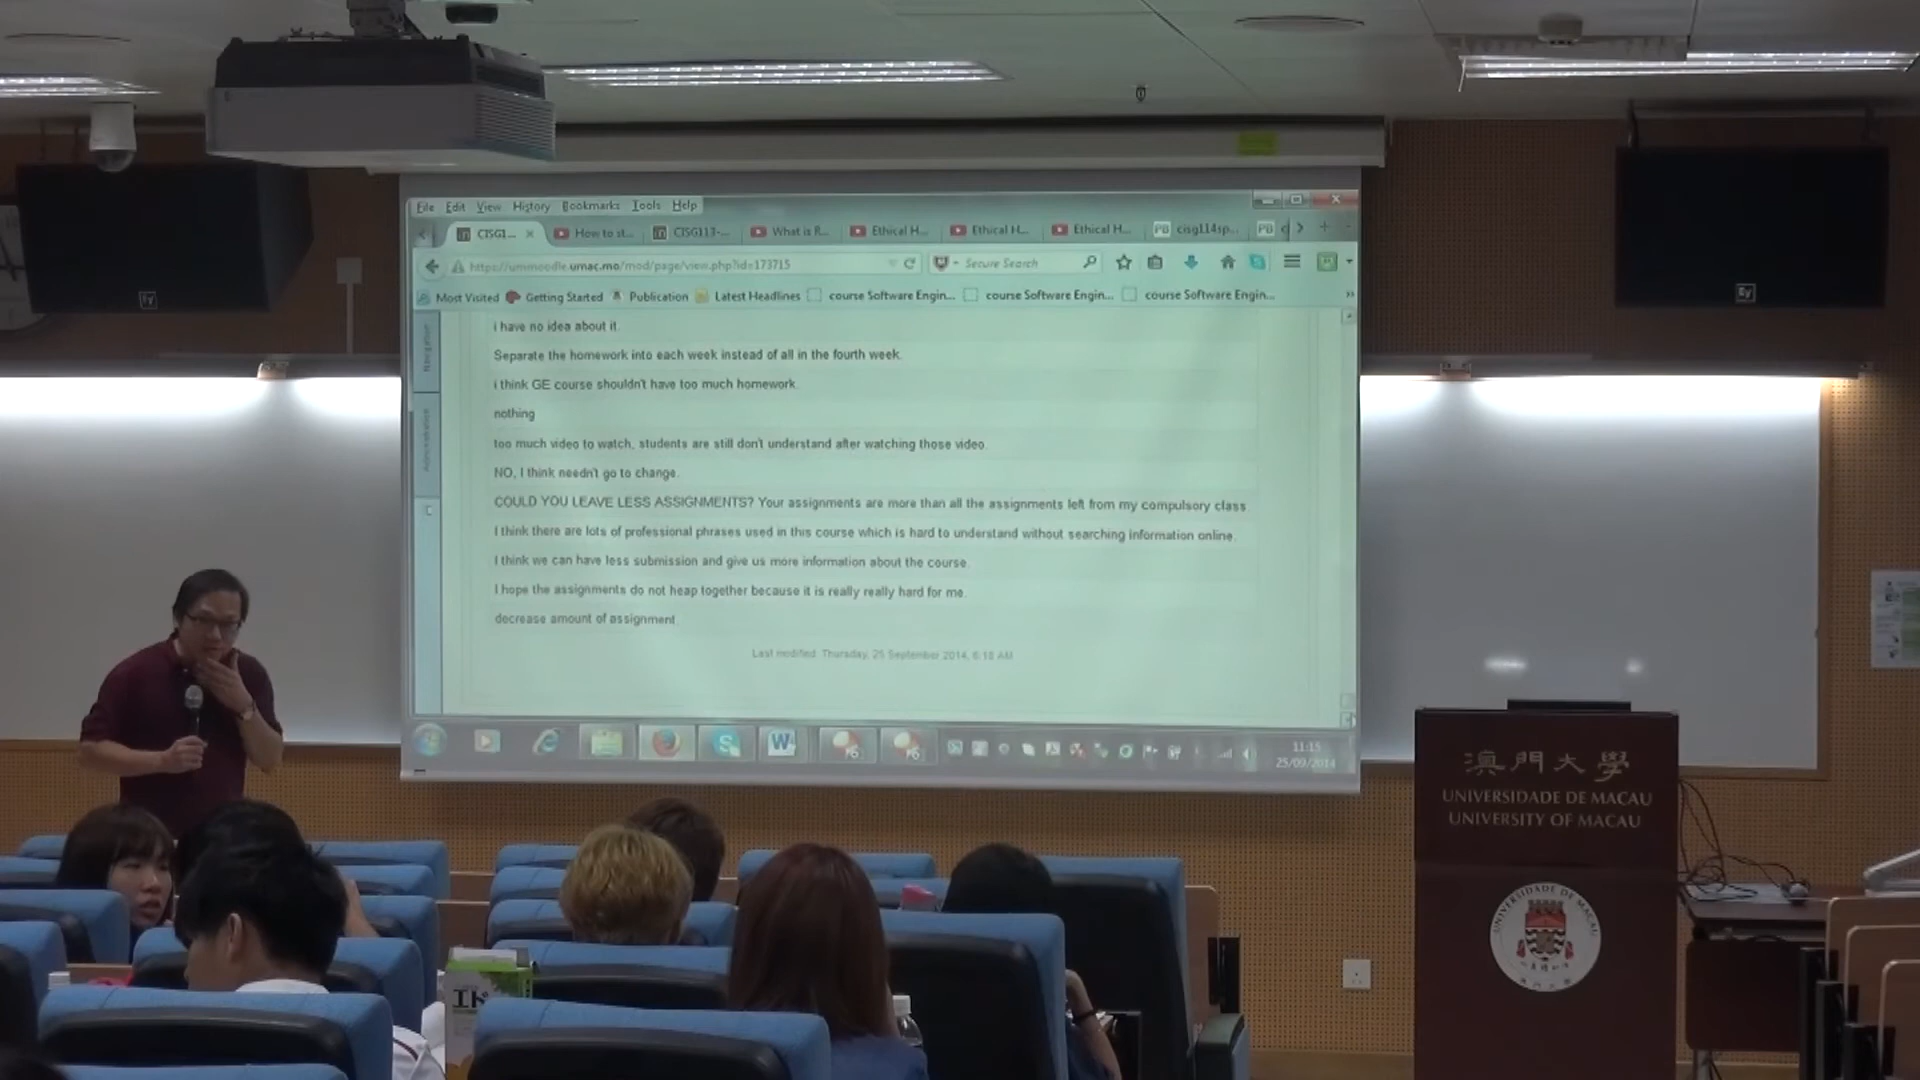 File Edit View History Bookmarks Tools Help
CISG1... How to st... CISG113-... What is R... Ethical H... Ethical H... Ethical H... PB cisg114sp... PB
https://ummoodle.umac.mo/mod/page/view.php?id=173715 Secure Search
Most Visited Getting Started Publication Latest Headlines course Software Engin... course Software Engin... course Software Engin...
Navigation
Administration
i have no idea about it.
Separate the homework into each week instead of all in the fourth week.
i think GE course shouldn't have too much homework.
nothing
too much video to watch, students are still don't understand after watching those video.
NO, I think needn't go to change.
COULD YOU LEAVE LESS ASSIGNMENTS? Your assignments are more than all the assignments left from my compulsory class
I think there are lots of professional phrases used in this course which is hard to understand without searching information online.
I think we can have less submission and give us more information about the course.
I hope the assignments do not heap together because it is really really hard for me.
decrease amount of assignment
Last modified: Thursday, 25 September 2014, 6:18 AM
11:15
25/09/2014
澳門大學
UNIVERSIDADE DE MACAU
UNIVERSITY OF MACAU
UNIVERSIDADE DE MACAU